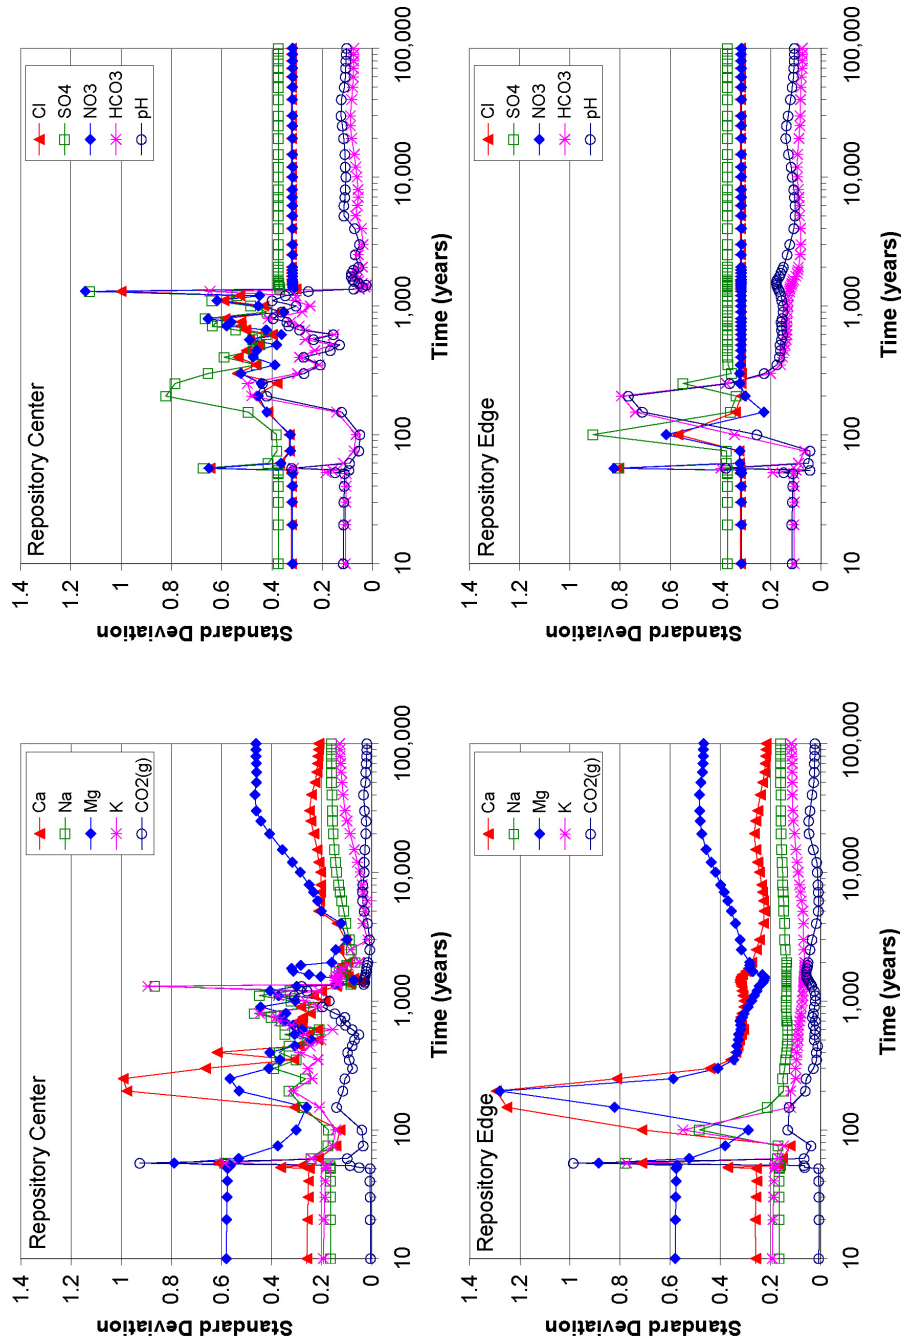 Repository Center
Standard Deviation
1.4
1.2
1
0.8
0.6
0.4
0.2
0
10
100
1,000
10,000
100,000
Time (years)
Ca
Na
Mg
K
CO2(g)
Repository Center
Standard Deviation
1.4
1.2
1
0.8
0.6
0.4
0.2
0
10
100
1,000
10,000
100,000
Time (years)
Cl
SO4
NO3
HCO3
pH
Repository Edge
Standard Deviation
1.4
1.2
1
0.8
0.6
0.4
0.2
0
10
100
1,000
10,000
100,000
Time (years)
Ca
Na
Mg
K
CO2(g)
Repository Edge
Standard Deviation
1.4
1.2
1
0.8
0.6
0.4
0.2
0
10
100
1,000
10,000
100,000
Time (years)
Cl
SO4
NO3
HCO3
pH